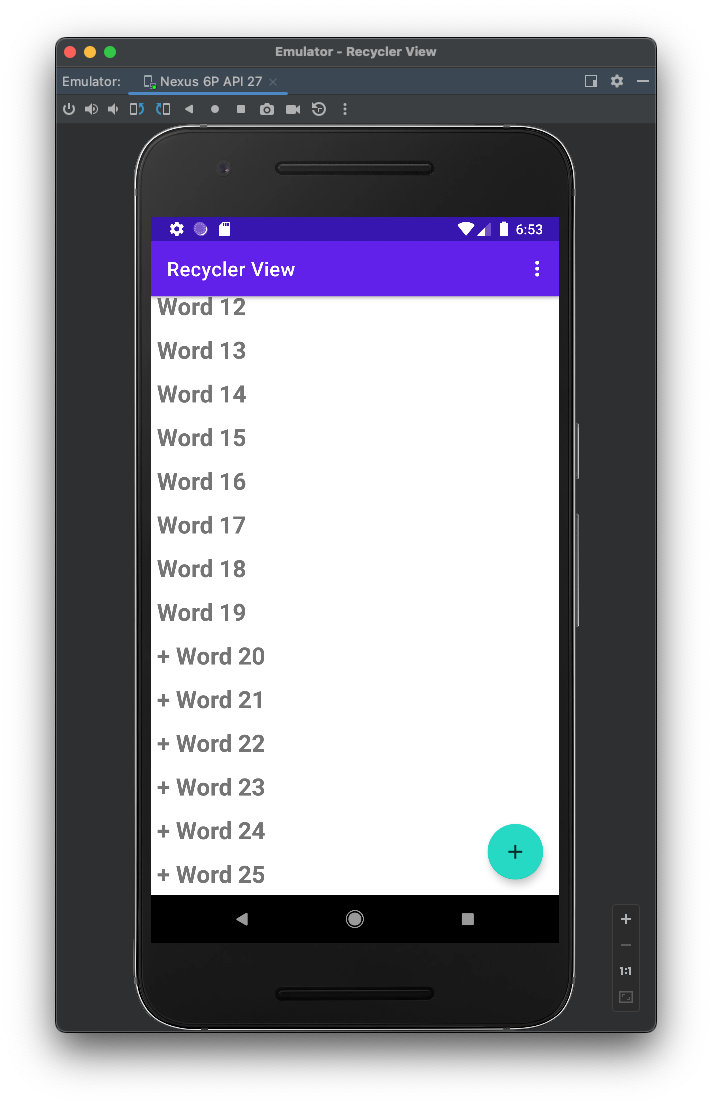 Emulator - Recycler View
Emulator: Nexus 6P API 27
6:53
Recycler View
Word 12
Word 13
Word 14
Word 15
Word 16
Word 17
Word 18
Word 19
+ Word 20
+ Word 21
+ Word 22
+ Word 23
+ Word 24
+ Word 25
+
1:1